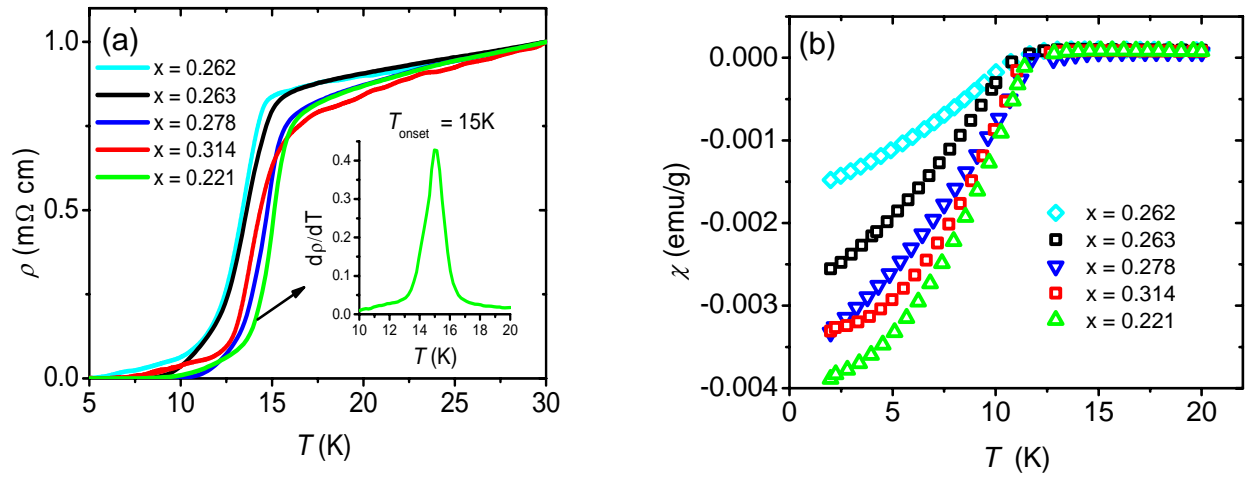 (a)
x = 0.262
x = 0.263
x = 0.278
x = 0.314
x = 0.221
T_onset = 15K
dρ/dT
0.4
0.3
0.2
0.1
0.0
10 12 14 16 18 20
T (K)
ρ (mΩ cm)
1.0
0.5
0.0
5 10 15 20 25 30
T (K)
(b)
χ (emu/g)
0.000
-0.001
-0.002
-0.003
-0.004
x = 0.262
x = 0.263
x = 0.278
x = 0.314
x = 0.221
0 5 10 15 20
T (K)